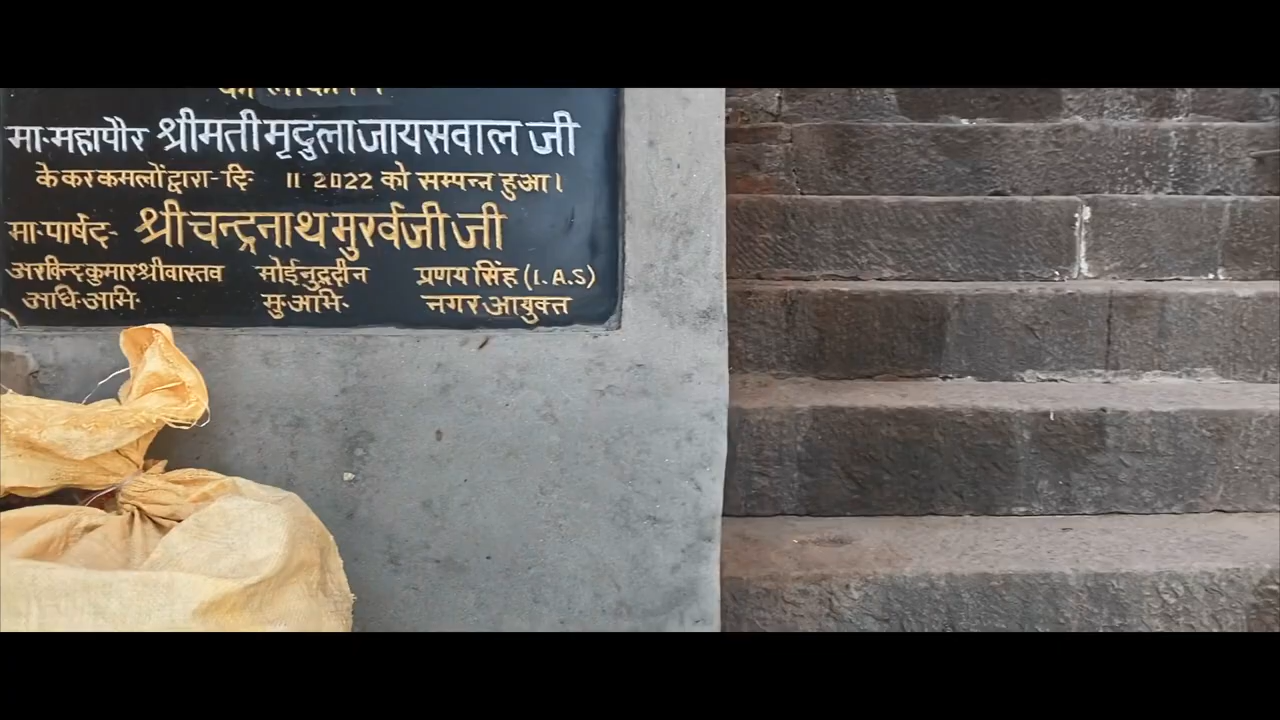 मा॰महापौर श्रीमती मृदुला जायसवाल जी
के कर कमलों द्वारा-दि॰ 11 2022 को सम्पन्न हुआ।
मा॰पार्षद- श्री चन्द्रनाथ मुखर्जी जी
अरविन्द कुमार श्रीवास्तव मोईनुद्दीन प्रणय सिंह (I.A.S)
अधि॰अभि॰ मु॰अभि॰ नगर आयुक्त